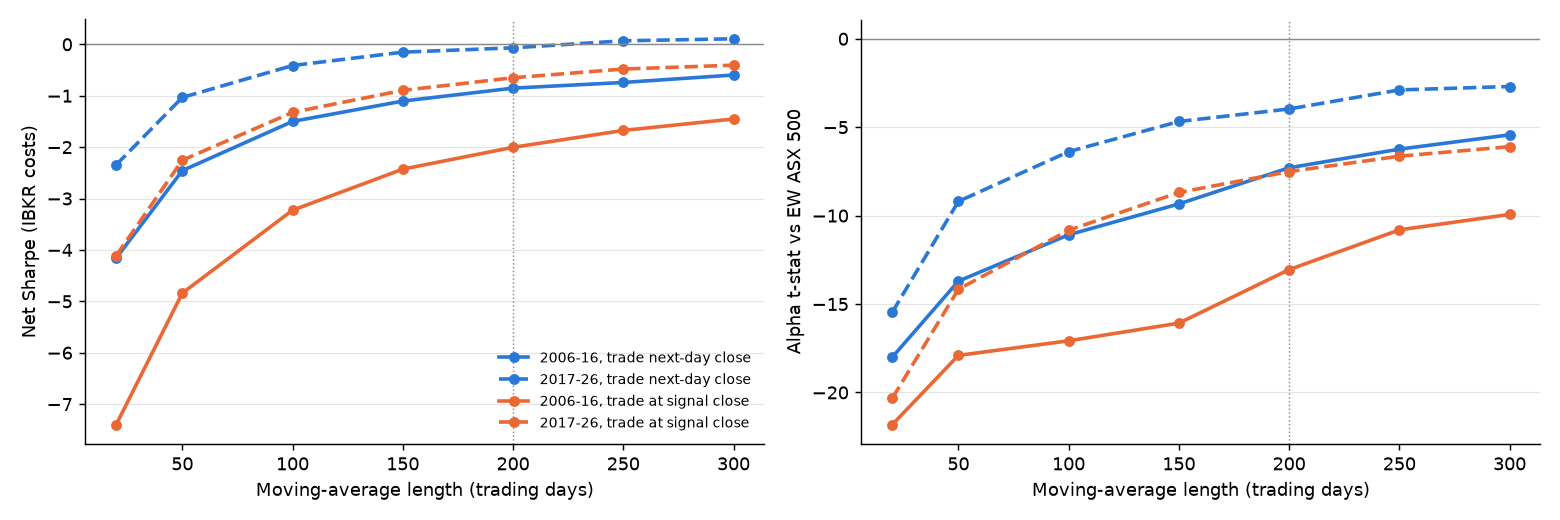 0
−1
−2
−3
−4
−5
−6
−7
Net Sharpe (IBKR costs)
2006-16, trade next-day close
2017-26, trade next-day close
2006-16, trade at signal close
2017-26, trade at signal close
50 100 150 200 250 300
Moving-average length (trading days)
0
−5
−10
−15
−20
Alpha t-stat vs EW ASX 500
50 100 150 200 250 300
Moving-average length (trading days)